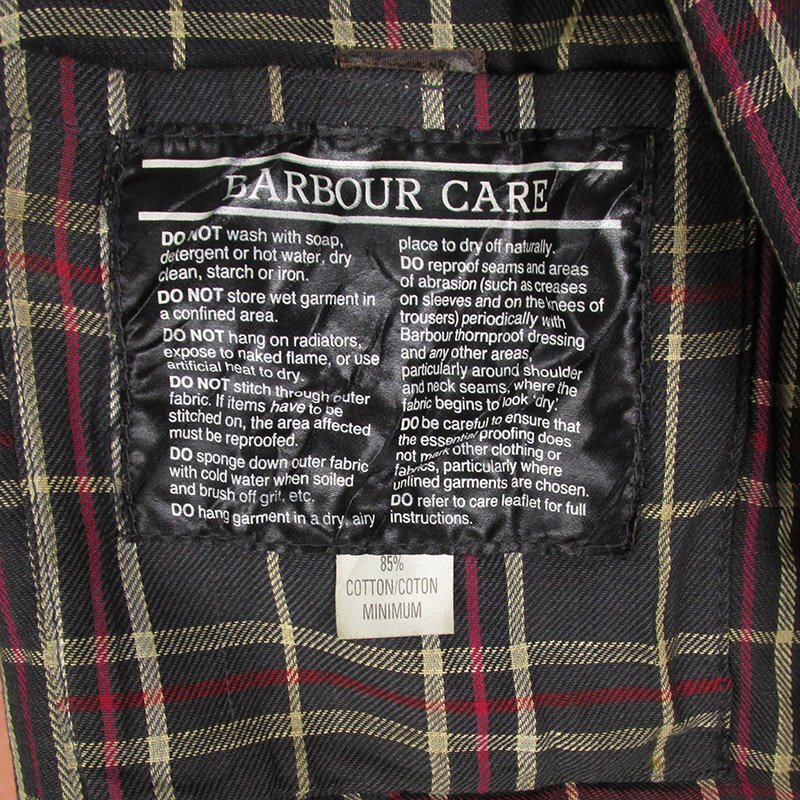 BARBOUR CARE
DO NOT wash with soap,
detergent or hot water, dry
clean, starch or iron.
DO NOT store wet garment in
a confined area.
DO NOT hang on radiators,
expose to naked flame, or use
artificial heat to dry.
DO NOT stitch through outer
fabric. If items have to be
stitched on, the area affected
must be reproofed.
DO sponge down outer fabric
with cold water when soiled
and brush off grit, etc.
DO hang garment in a dry, airy
place to dry off naturally.
DO reproof seams and areas
of abrasion (such as creases
on sleeves and on the knees of
trousers) periodically with
Barbour thornproof dressing
and any other areas,
particularly around shoulder
and neck seams, where the
fabric begins to look 'dry'.
DO be careful to ensure that
the essential proofing does
not mark other clothing or
fabrics, particularly where
unlined garments are chosen.
DO refer to care leaflet for full
instructions.
85%
COTTON/COTON
MINIMUM